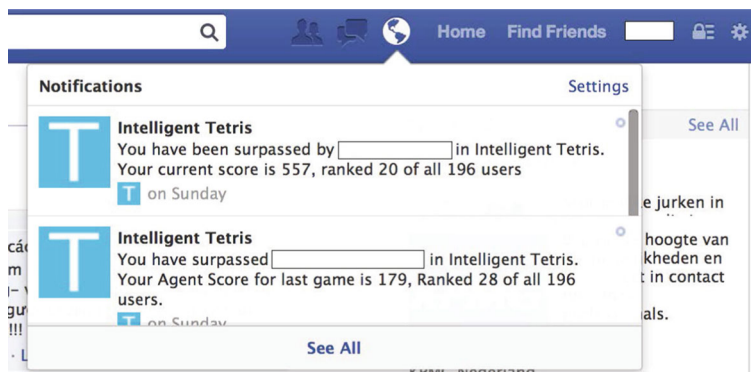 Home Find Friends
Notifications Settings
T
Intelligent Tetris
You have been surpassed by in Intelligent Tetris.
Your current score is 557, ranked 20 of all 196 users
T on Sunday
T
Intelligent Tetris
You have surpassed in Intelligent Tetris.
Your Agent Score for last game is 179, Ranked 28 of all 196
users.
T on Sunday
See All
See All
jurken in
hoogte van
kheden en
in contact
als.
!!!